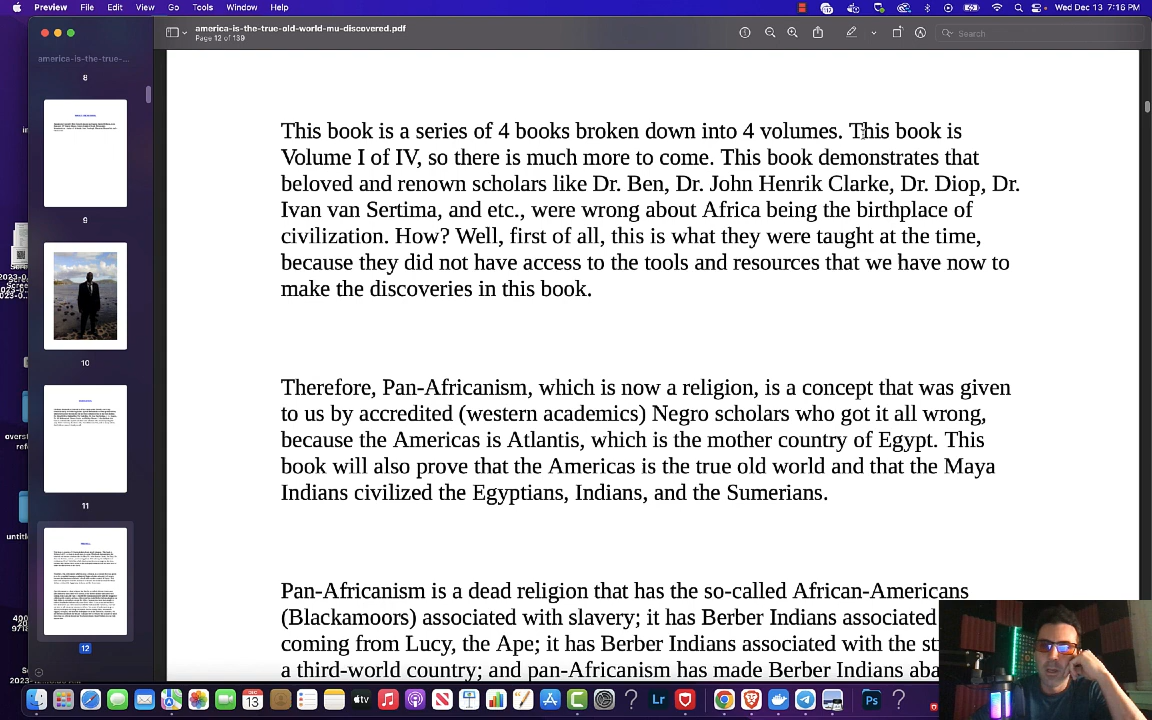 Preview File Edit View Go Tools Window Help
Wed Dec 13 7:16 PM
america-is-the-true-old-world-mu-discovered.pdf
Page 12 of 139
Search
america-is-the-true-...
8
9
10
11
12
This book is a series of 4 books broken down into 4 volumes. This book is
Volume I of IV, so there is much more to come. This book demonstrates that
beloved and renown scholars like Dr. Ben, Dr. John Henrik Clarke, Dr. Diop, Dr.
Ivan van Sertima, and etc., were wrong about Africa being the birthplace of
civilization. How? Well, first of all, this is what they were taught at the time,
because they did not have access to the tools and resources that we have now to
make the discoveries in this book.
Therefore, Pan-Africanism, which is now a religion, is a concept that was given
to us by accredited (western academics) Negro scholars who got it all wrong,
because the Americas is Atlantis, which is the mother country of Egypt. This
book will also prove that the Americas is the true old world and that the Maya
Indians civilized the Egyptians, Indians, and the Sumerians.
Pan-Africanism is a dead religion that has the so-called African-Americans
(Blackamoors) associated with slavery; it has Berber Indians associated
coming from Lucy, the Ape; it has Berber Indians associated with the st
a third-world country; and pan-Africanism has made Berber Indians aba
DEC
13
Lr
Ps